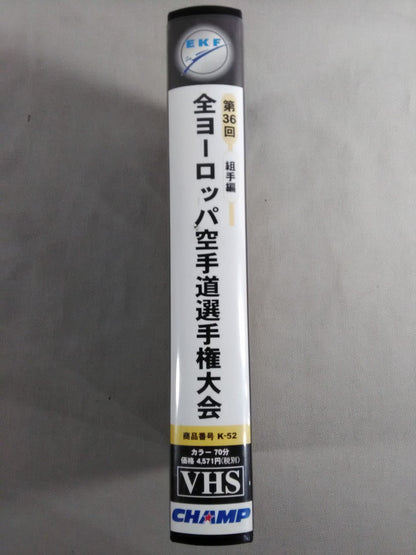 EKF
第36回
組手編
全ヨーロッパ空手道選手権大会
商品番号 K-52
カラー 70分
価格 4,571円(税別)
VHS
CHAMP